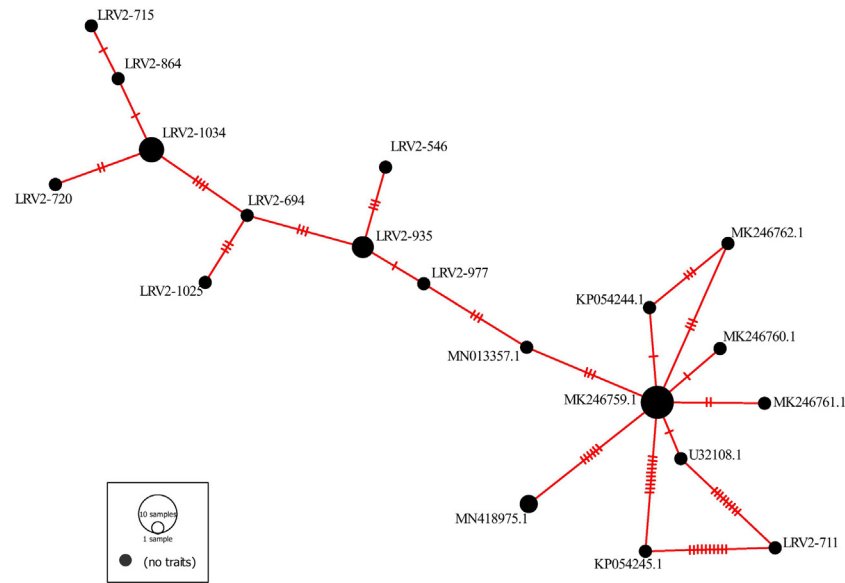 LRV2-715
LRV2-864
LRV2-1034
LRV2-546
LRV2-720
LRV2-694
LRV2-935
MK246762.1
LRV2-977
LRV2-1025
KP054244.1
MK246760.1
MN013357.1
MK246759.1
MK246761.1
U32108.1
MN418975.1
10 samples
1 sample
LRV2-711
KP054245.1
(no traits)